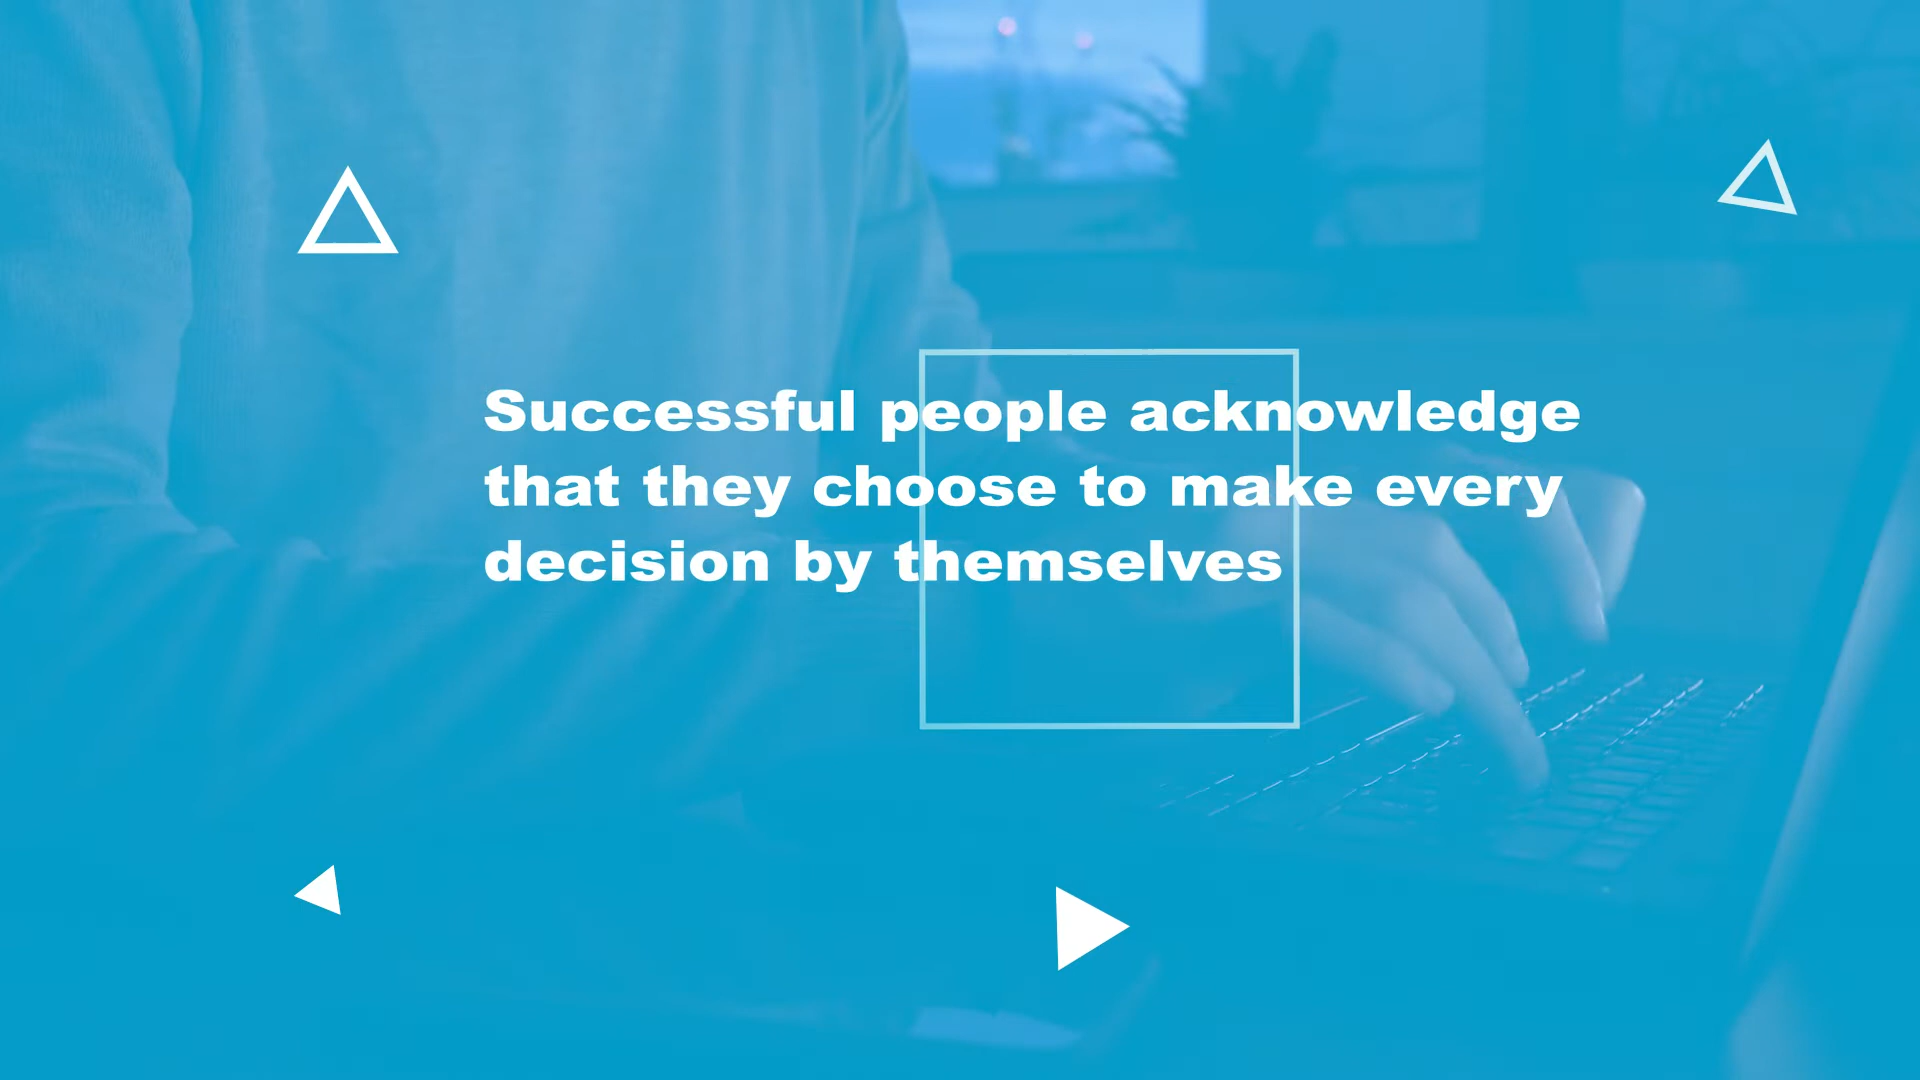 Successful people acknowledge
that they choose to make every
decision by themselves